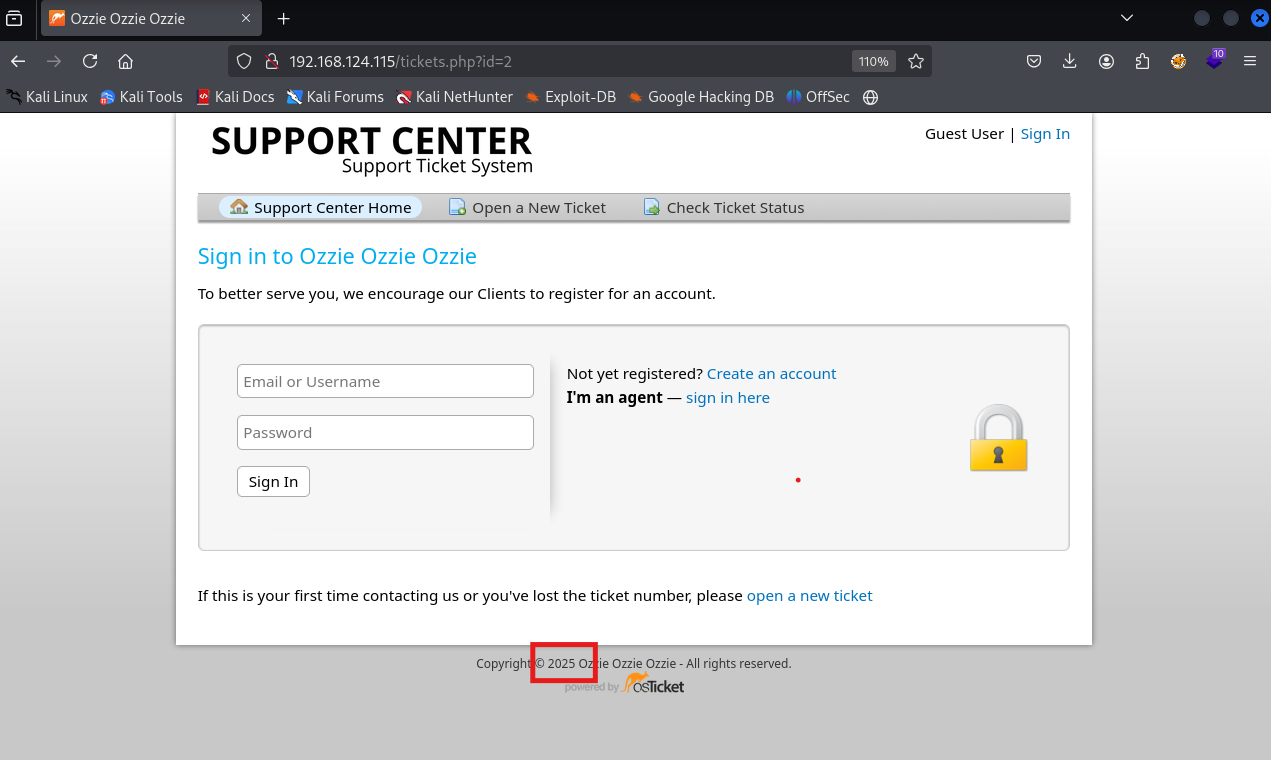 Ozzie Ozzie Ozzie
192.168.124.115/tickets.php?id=2
110%
10
Kali Linux Kali Tools Kali Docs Kali Forums Kali NetHunter Exploit-DB Google Hacking DB OffSec
SUPPORT CENTER
Support Ticket System
Guest User | Sign In
Support Center Home Open a New Ticket Check Ticket Status
Sign in to Ozzie Ozzie Ozzie
To better serve you, we encourage our Clients to register for an account.
Email or Username
Password
Sign In
Not yet registered? Create an account
I'm an agent — sign in here
If this is your first time contacting us or you've lost the ticket number, please open a new ticket
Copyright © 2025 Ozzie Ozzie Ozzie - All rights reserved.
powered by osTicket